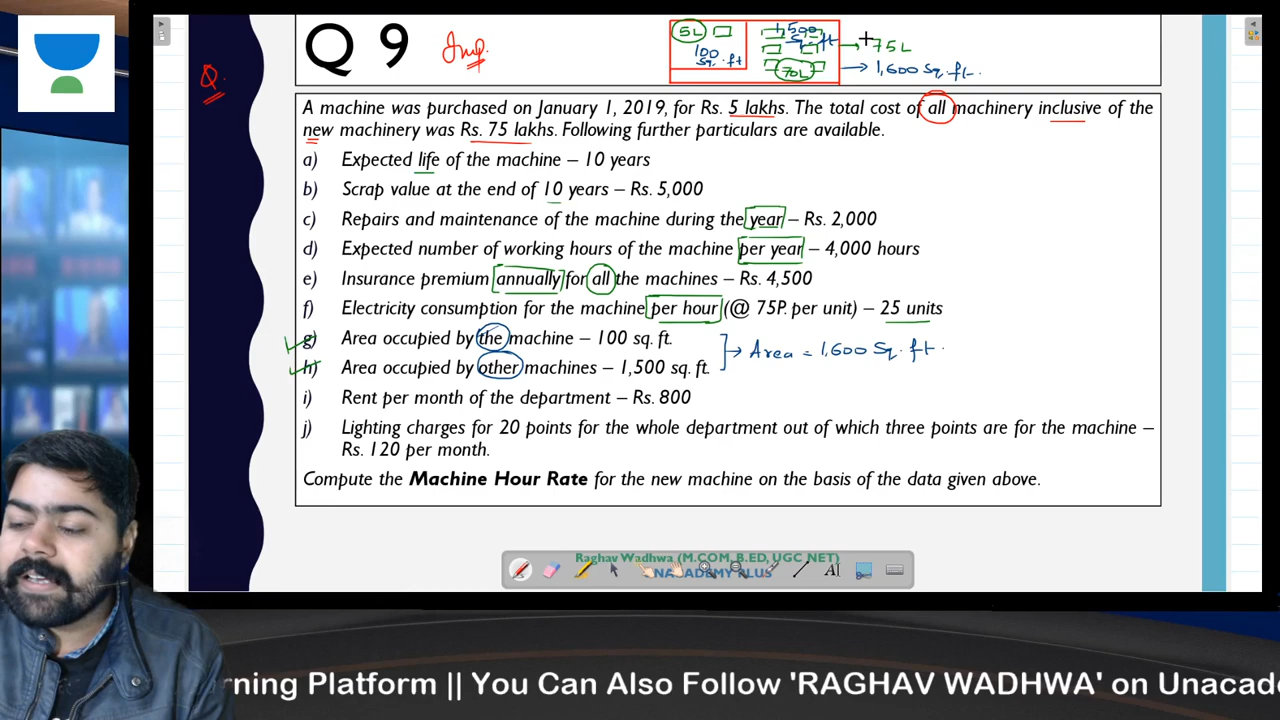 Q 9
Imp.
Q.
5L
100
Sq. ft
1,500
Sq. ft
70L
75L
1,600 Sq. ft.
A machine was purchased on January 1, 2019, for Rs. 5 lakhs. The total cost of all machinery inclusive of the
new machinery was Rs. 75 lakhs. Following further particulars are available.
a) Expected life of the machine – 10 years
b) Scrap value at the end of 10 years – Rs. 5,000
c) Repairs and maintenance of the machine during the year – Rs. 2,000
d) Expected number of working hours of the machine per year – 4,000 hours
e) Insurance premium annually for all the machines – Rs. 4,500
f) Electricity consumption for the machine per hour (@ 75P. per unit) – 25 units
g) Area occupied by the machine – 100 sq. ft.
h) Area occupied by other machines – 1,500 sq. ft.
Area = 1,600 Sq. ft.
i) Rent per month of the department – Rs. 800
j) Lighting charges for 20 points for the whole department out of which three points are for the machine –
Rs. 120 per month.
Compute the Machine Hour Rate for the new machine on the basis of the data given above.
Raghav Wadhwa (M.COM, B.ED, UGC NET)
NACADEMY PLUS
rning Platform || You Can Also Follow 'RAGHAV WADHWA' on Unacade